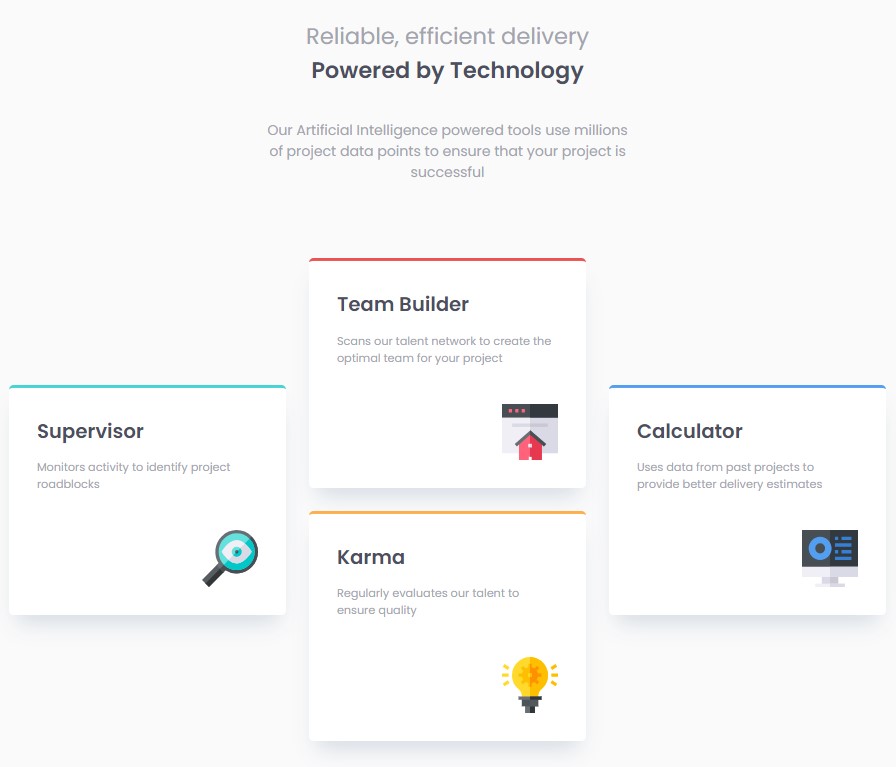 Reliable, efficient delivery
Powered by Technology
Our Artificial Intelligence powered tools use millions
of project data points to ensure that your project is
successful
Team Builder
Scans our talent network to create the
optimal team for your project
Supervisor
Monitors activity to identify project
roadblocks
Calculator
Uses data from past projects to
provide better delivery estimates
Karma
Regularly evaluates our talent to
ensure quality